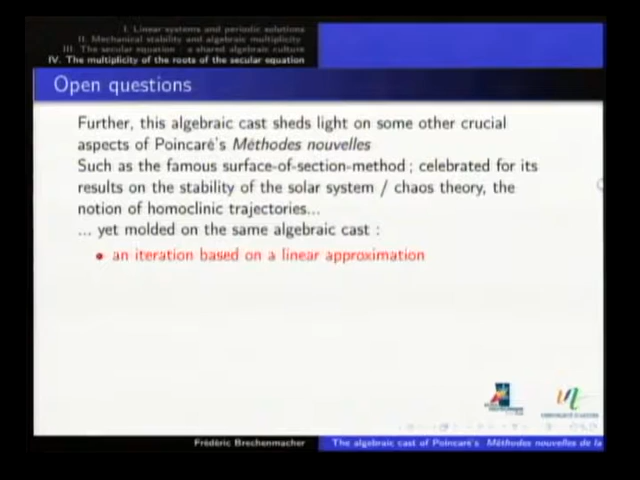 I. Linear systems and periodic solutions
II. Mechanical stability and algebraic multiplicity
III. The secular equation : a shared algebraic culture
IV. The multiplicity of the roots of the secular equation
Open questions
Further, this algebraic cast sheds light on some other crucial
aspects of Poincaré's Méthodes nouvelles
Such as the famous surface-of-section-method ; celebrated for its
results on the stability of the solar system / chaos theory, the
notion of homoclinic trajectories...
... yet molded on the same algebraic cast :
• an iteration based on a linear approximation
Frédéric Brechenmacher
The algebraic cast of Poincaré's Méthodes nouvelles de la